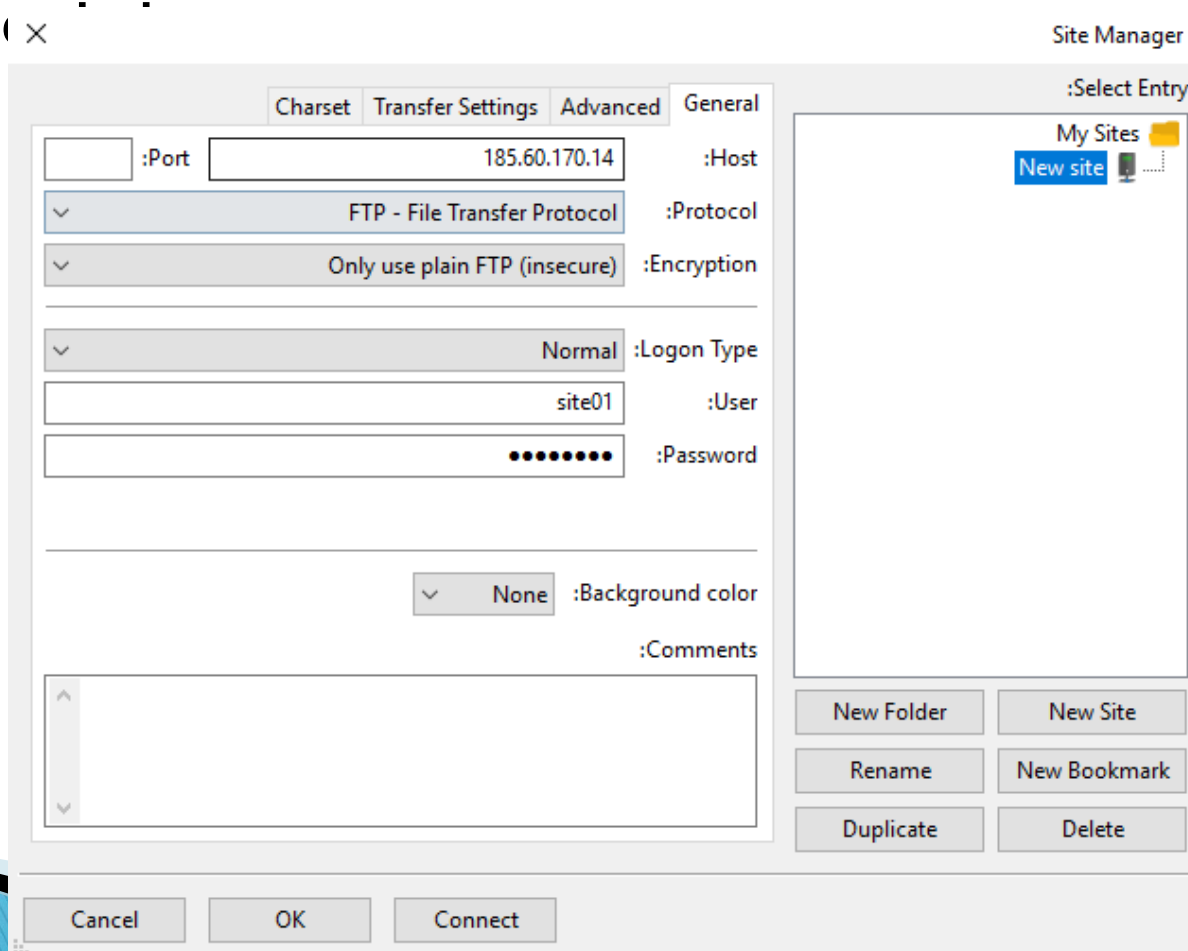 Site Manager
:Select Entry
My Sites
New site
General
Advanced
Transfer Settings
Charset
:Host
185.60.170.14
:Port
:Protocol
FTP - File Transfer Protocol
:Encryption
Only use plain FTP (insecure)
:Logon Type
Normal
:User
site01
:Password
••••••••
:Background color
None
:Comments
New Site
New Folder
New Bookmark
Rename
Delete
Duplicate
Connect
OK
Cancel